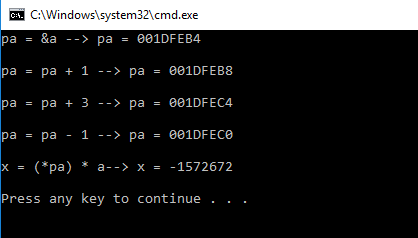 C:\Windows\system32\cmd.exe
pa = &a --> pa = 001DFEB4
pa = pa + 1 --> pa = 001DFEB8
pa = pa + 3 --> pa = 001DFEC4
pa = pa - 1 --> pa = 001DFEC0
x = (*pa) * a--> x = -1572672
Press any key to continue . . .